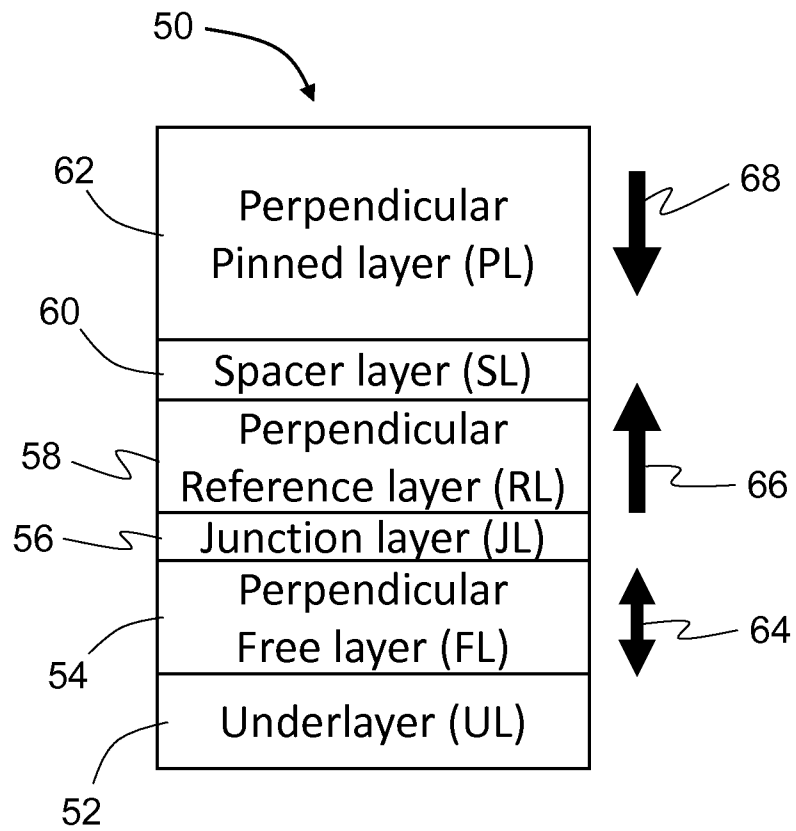 50
62
Perpendicular
Pinned layer (PL)
68
60
Spacer layer (SL)
58
Perpendicular
Reference layer (RL)
66
56
Junction layer (JL)
54
Perpendicular
Free layer (FL)
64
Underlayer (UL)
52